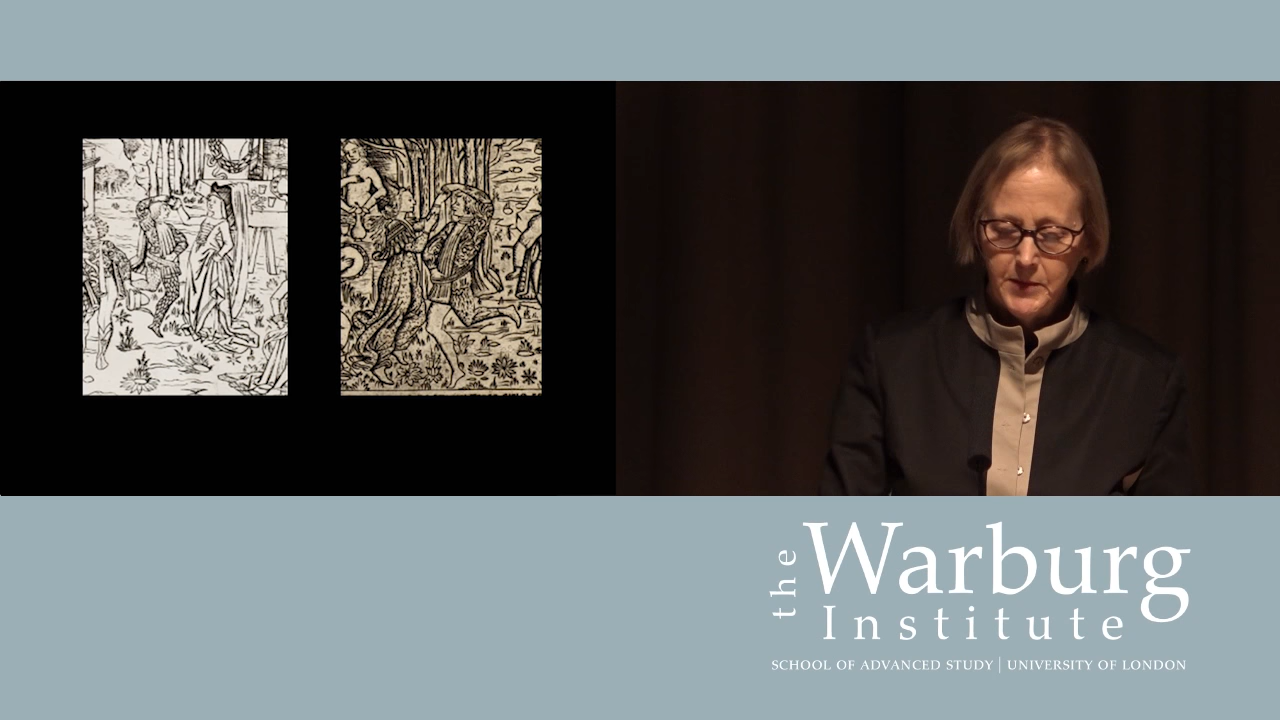 the Warburg
Institute
SCHOOL OF ADVANCED STUDY | UNIVERSITY OF LONDON